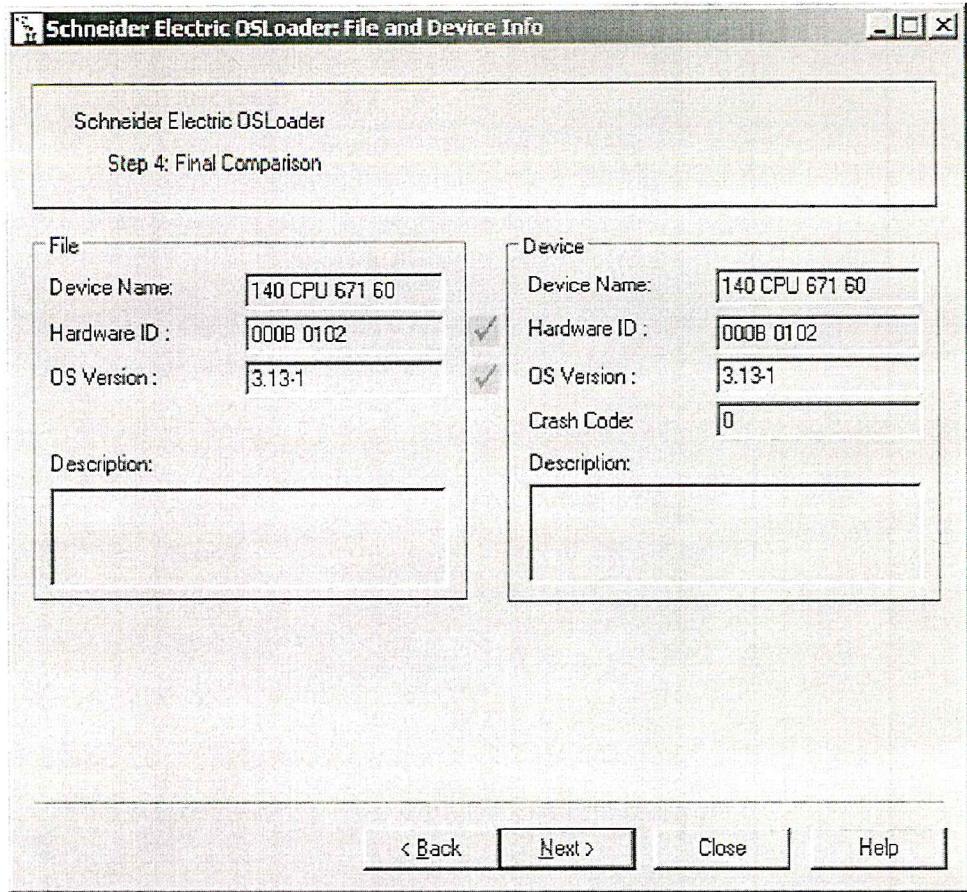 Schneider Electric OSLoader: File and Device Info
Schneider Electric OSLoader
Step 4: Final Comparison
File
Device Name: 140 CPU 671 60
Hardware ID : 000B 0102
OS Version : 3.13-1
Description:
Device
Device Name: 140 CPU 671 60
Hardware ID : 000B 0102
OS Version : 3.13-1
Crash Code: 0
Description:
< Back Next > Close Help